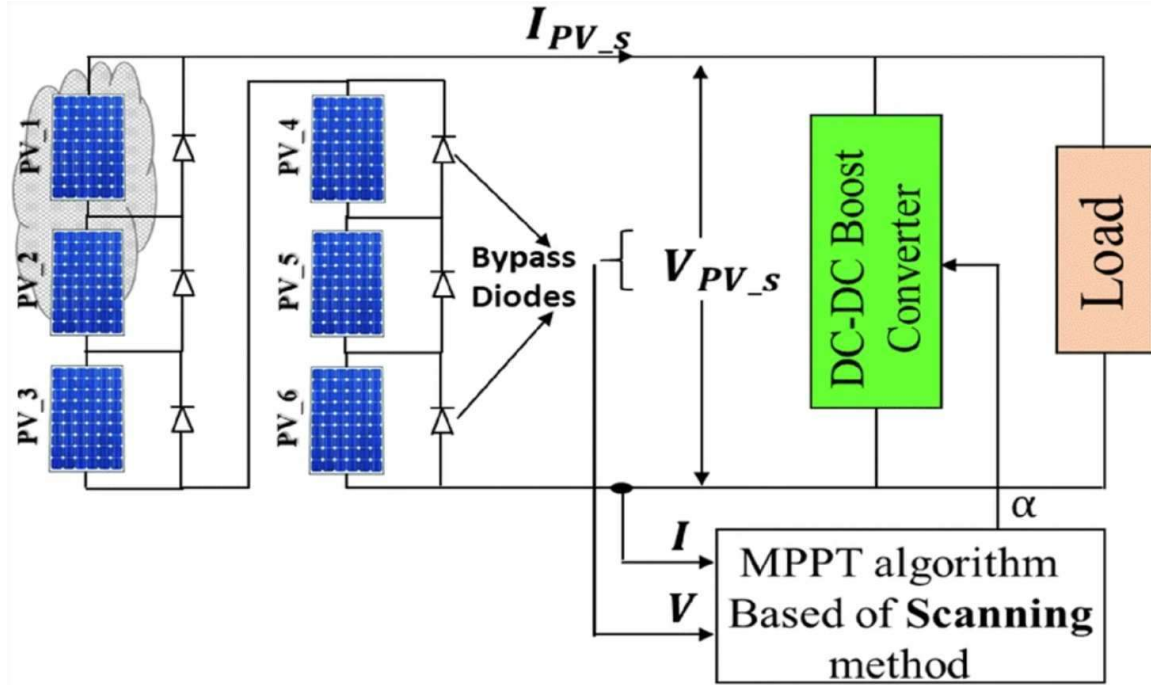 I_PV_s
PV_1
PV_2
PV_3
PV_4
PV_5
PV_6
Bypass
Diodes
V_PV_s
DC-DC Boost
Converter
Load
α
I
V
MPPT algorithm
Based of Scanning
method